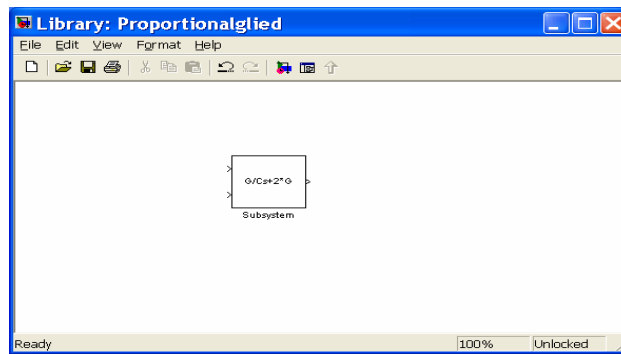 Library: Proportionalglied
File Edit View Format Help
G/Cs+2*G
Subsystem
Ready 100% Unlocked